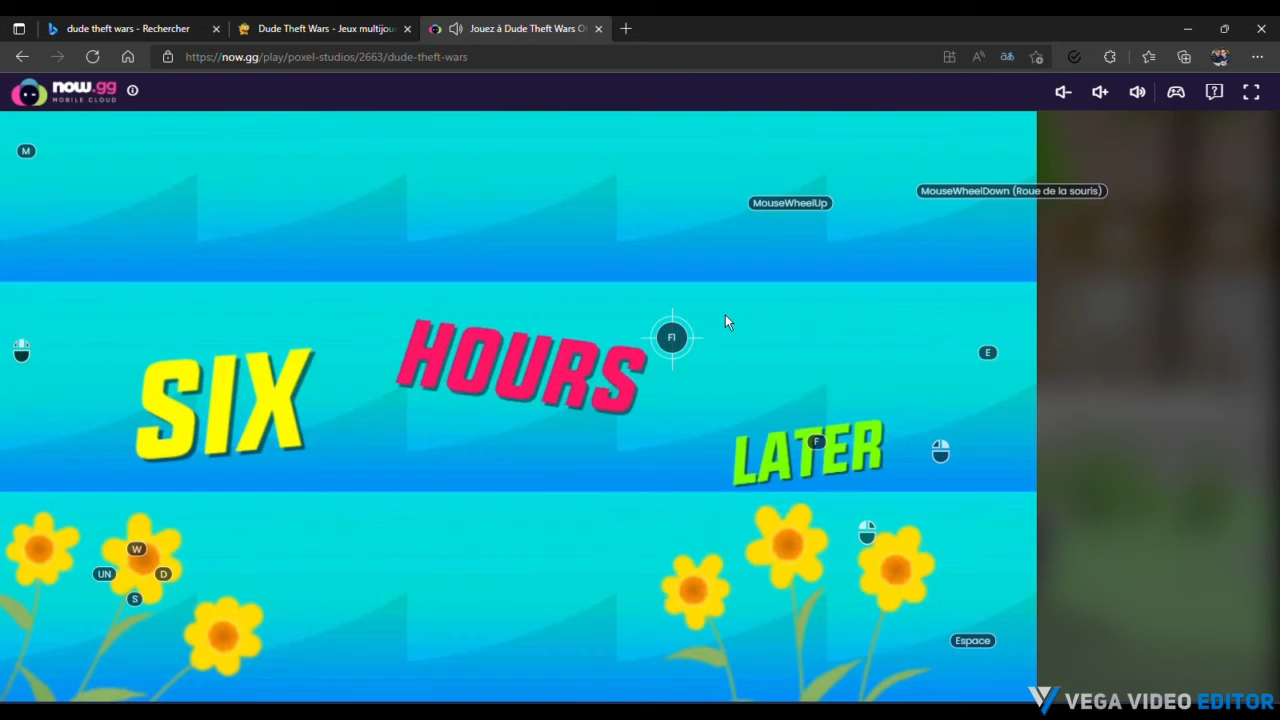 dude theft wars - Rechercher
Dude Theft Wars - Jeux multijou
Jouez à Dude Theft Wars O
https://now.gg/play/poxel-studios/2663/dude-theft-wars
now.gg
MOBILE CLOUD
M
MouseWheelUp
MouseWheelDown (Roue de la souris)
SIX
HOURS
LATER
F1
E
F
W
UN
D
S
Espace
VEGA VIDEO EDITOR